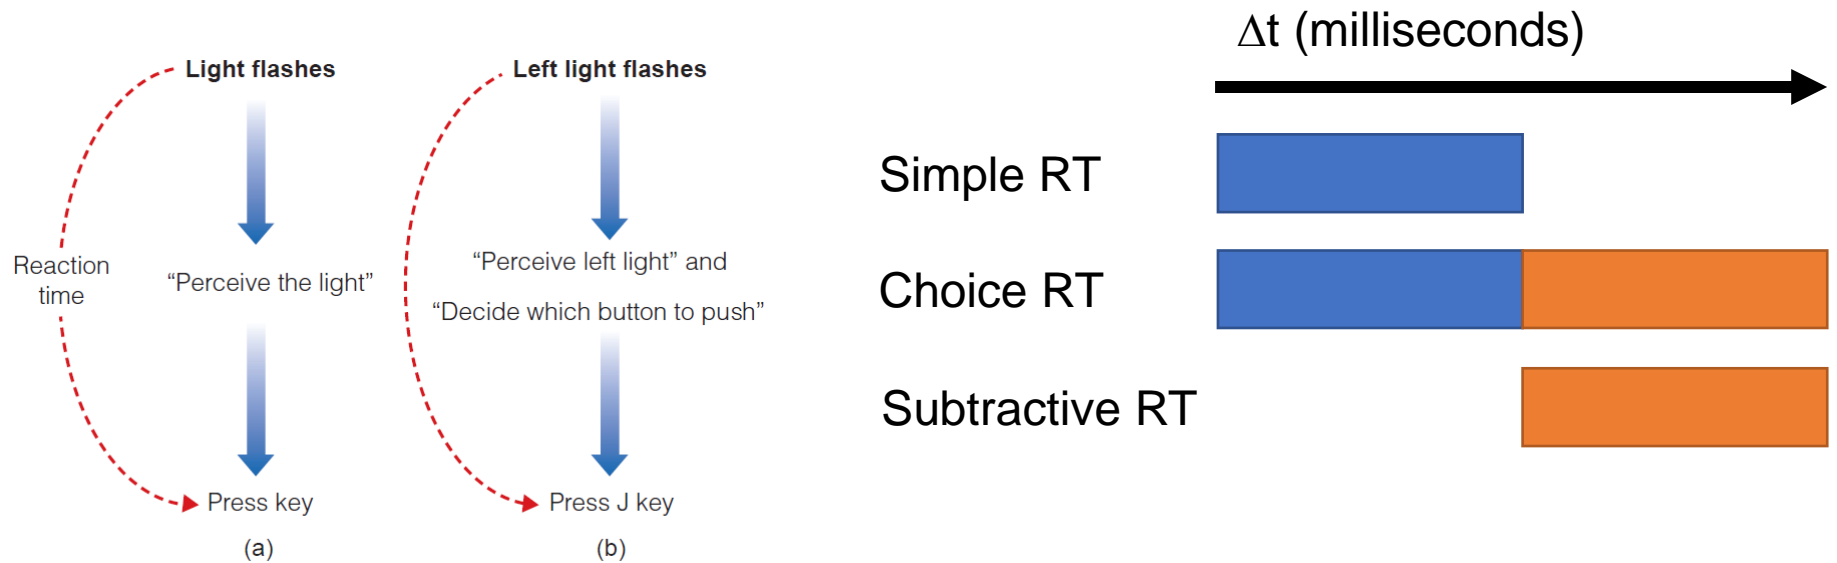 Light flashes
Reaction
time
“Perceive the light”
Press key
(a)
Left light flashes
“Perceive left light” and
“Decide which button to push”
Press J key
(b)
Δt (milliseconds)
Simple RT
Choice RT
Subtractive RT